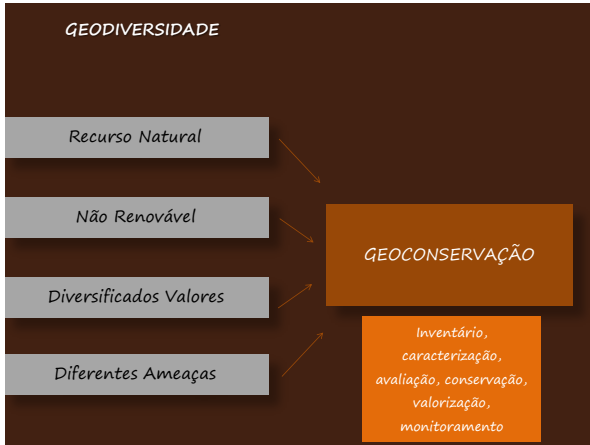 GEODIVERSIDADE
Recurso Natural
Não Renovável
Diversificados Valores
Diferentes Ameaças
GEOCONSERVAÇÃO
Inventário,
caracterização,
avaliação, conservação,
valorização,
monitoramento